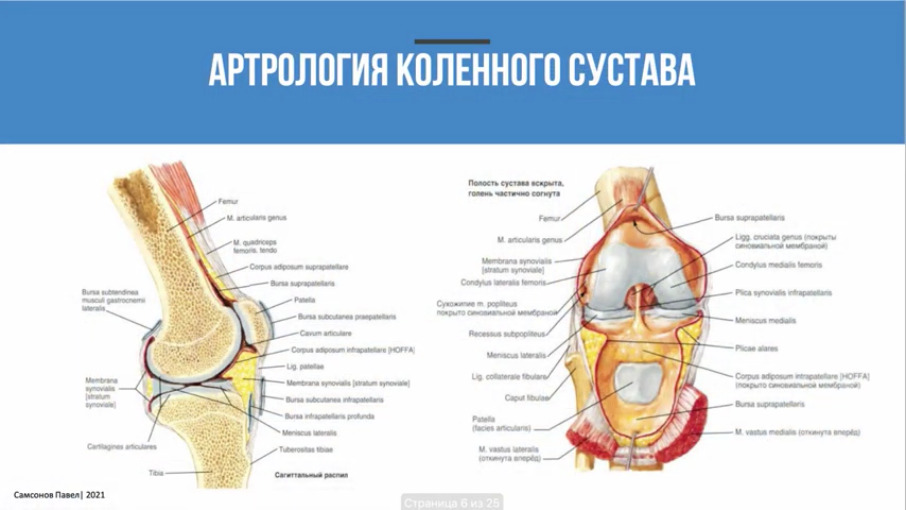 АРТРОЛОГИЯ КОЛЕННОГО СУСТАВА
Femur
M. articularis genus
M. quadriceps
femoris, tendo
Corpus adiposum suprapatellare
Bursa suprapatellaris
Patella
Bursa subcutanea praepatellaris
Cavum articulare
Corpus adiposum infrapatellare [HOFFA]
Lig. patellae
Membrana synovialis [stratum synoviale]
Bursa subcutanea infrapatellaris
Bursa infrapatellaris profunda
Meniscus lateralis
Tuberositas tibiae
Bursa subtendinea
musculi gastrocnemii
lateralis
Membrana
synovialis
[stratum
synoviale]
Cartilagines articulares
Tibia
Сагиттальный распил
Полость сустава вскрыта,
голень частично согнута
Femur
M. articularis genus
Membrana synovialis
[stratum synoviale]
Condylus lateralis femoris
Сухожилие m. popliteus
покрыто синовиальной мембраной
Recessus subpopliteus
Meniscus lateralis
Lig. collaterale fibulare
Caput fibulae
Patella
(facies articularis)
M. vastus lateralis
(откинута вперёд)
Bursa suprapatellaris
Ligg. cruciata genus (покрыты
синовиальной мембраной)
Condylus medialis femoris
Plica synovialis infrapatellaris
Meniscus medialis
Plicae alares
Corpus adiposum infrapatellare [HOFFA]
(покрыто синовиальной мембраной)
Bursa suprapatellaris
M. vastus medialis (откинута вперёд)
Самсонов Павел| 2021
Страница 6 из 25